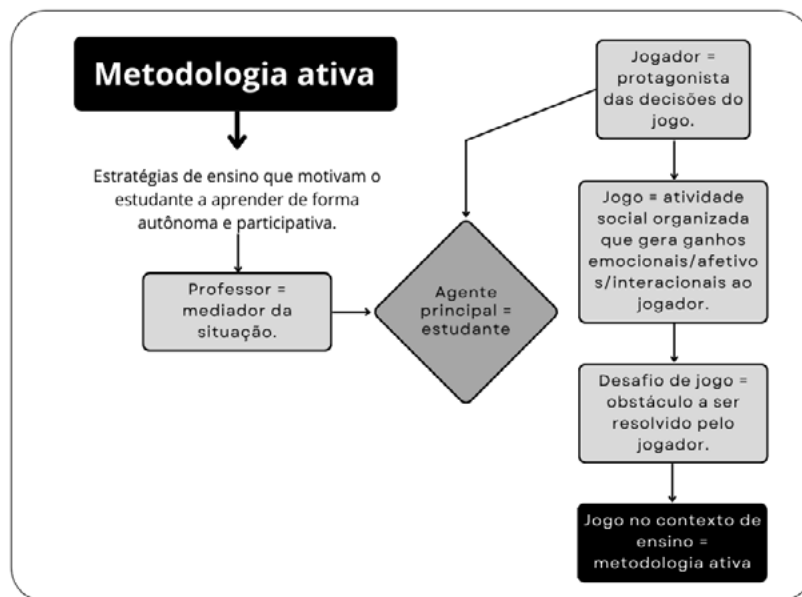 Metodologia ativa
Estratégias de ensino que motivam o
estudante a aprender de forma
autônoma e participativa.
Professor =
mediador da
situação.
Agente
principal =
estudante
Jogador =
protagonista
das decisões do
jogo.
Jogo = atividade
social organizada
que gera ganhos
emocionais/afetivo
s/interacionais ao
jogador.
Desafio de jogo =
obstáculo a ser
resolvido pelo
jogador.
Jogo no contexto de
ensino =
metodologia ativa